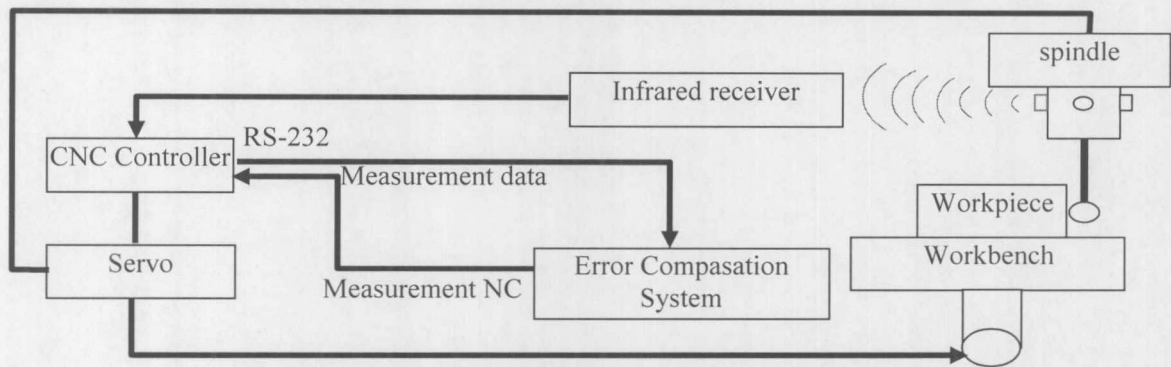 spindle
Infrared receiver
RS-232
CNC Controller
Measurement data
Workpiece
Servo
Error Compasation
System
Workbench
Measurement NC